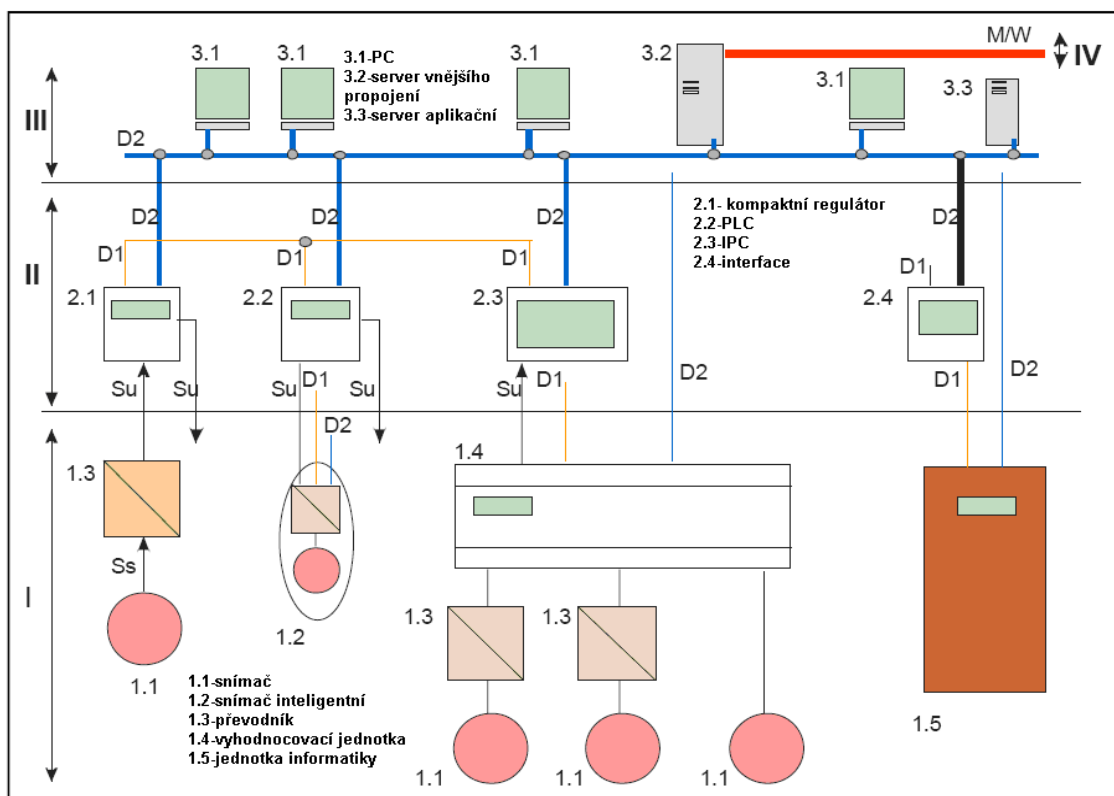 M/W
IV
3.1
3.1
3.1-PC
3.2-server vnějšího
propojení
3.3-server aplikační
3.1
3.2
3.1
3.3
III
D2
II
D2
D2
D2
D2
2.1- kompaktní regulátor
2.2-PLC
2.3-IPC
2.4-interface
D1
D1
D1
D1
2.1
2.2
2.3
2.4
Su
Su
Su
D1
Su
Su
D1
D2
D1
D2
D2
I
1.3
1.4
Ss
1.3
1.3
1.2
1.1
1.1-snímač
1.2-snímač inteligentní
1.3-převodník
1.4-vyhodnocovací jednotka
1.5-jednotka informatiky
1.5
1.1
1.1
1.1